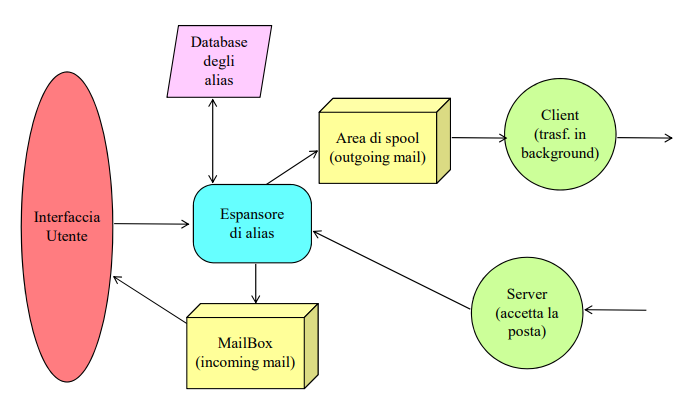 Database
degli
alias
Client
(trasf. in
background)
Area di spool
(outgoing mail)
Interfaccia
Utente
Espansore
di alias
Server
(accetta la
posta)
MailBox
(incoming mail)